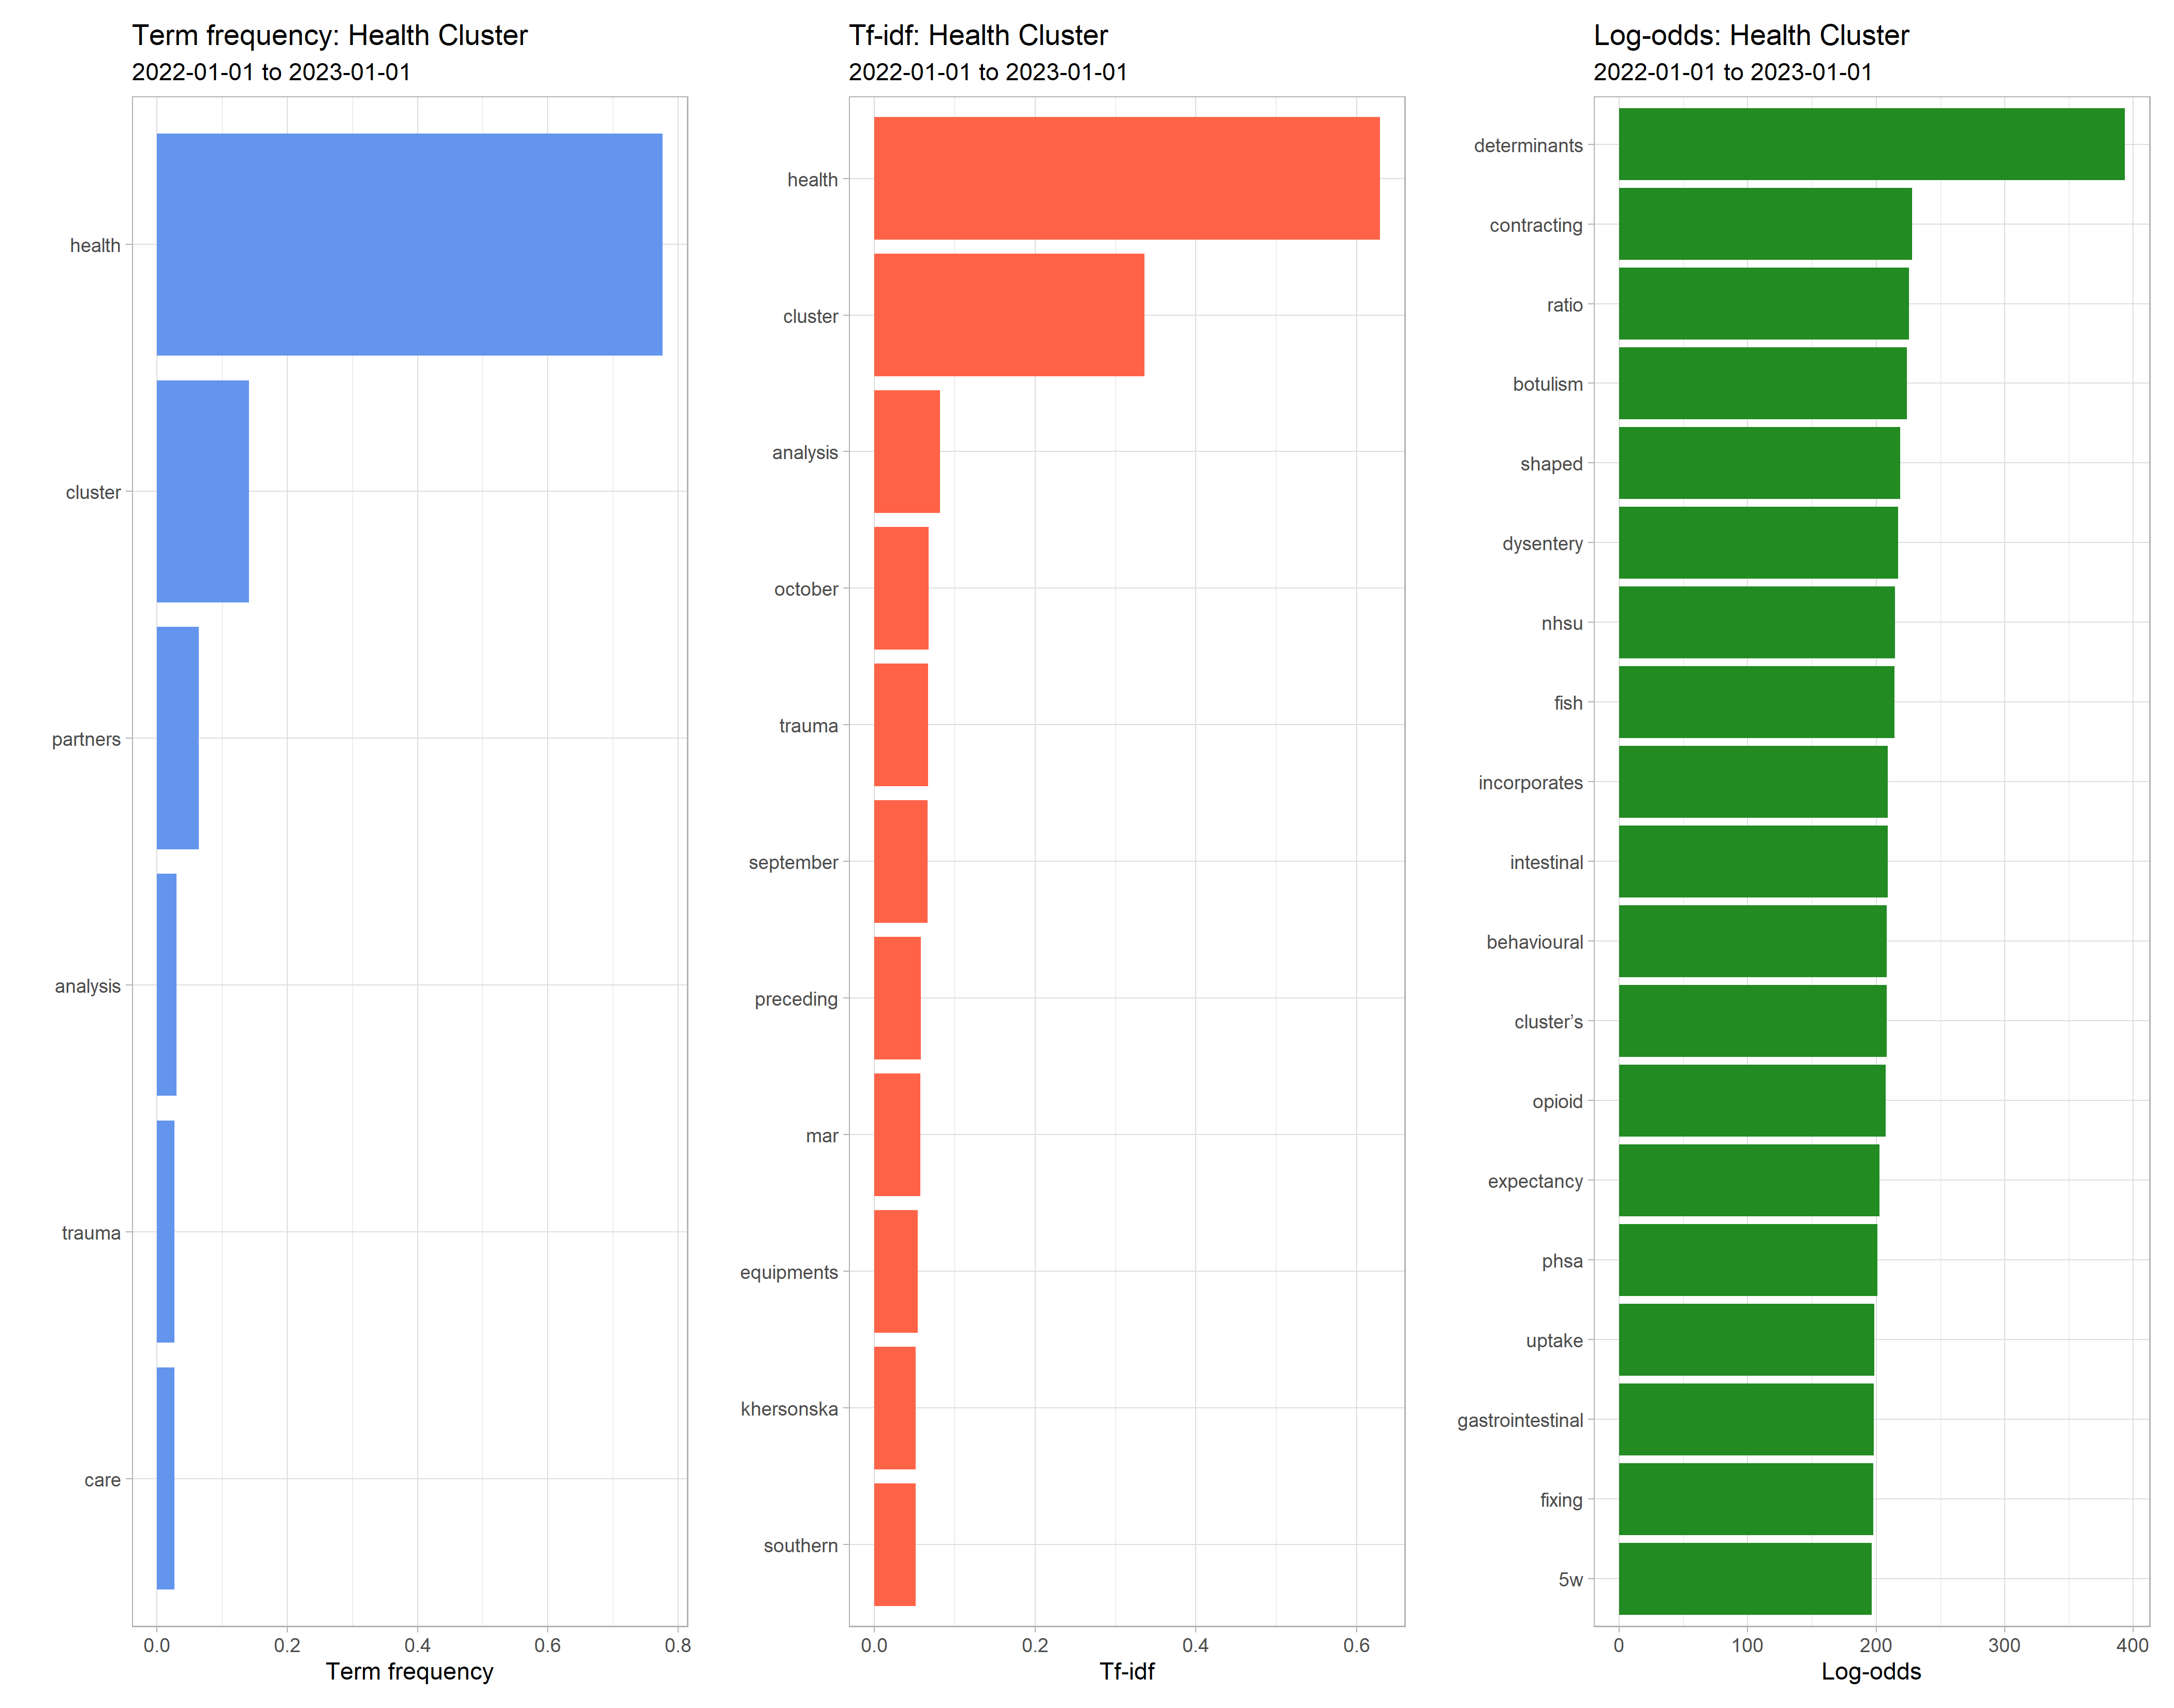 Term frequency: Health Cluster
2022-01-01 to 2023-01-01
health
cluster
partners
analysis
trauma
care
0.0 0.2 0.4 0.6 0.8
Term frequency
Tf-idf: Health Cluster
2022-01-01 to 2023-01-01
health
cluster
analysis
october
trauma
september
preceding
mar
equipments
khersonska
southern
0.0 0.2 0.4 0.6
Tf-idf
Log-odds: Health Cluster
2022-01-01 to 2023-01-01
determinants
contracting
ratio
botulism
shaped
dysentery
nhsu
fish
incorporates
intestinal
behavioural
cluster’s
opioid
expectancy
phsa
uptake
gastrointestinal
fixing
5w
0 100 200 300 400
Log-odds